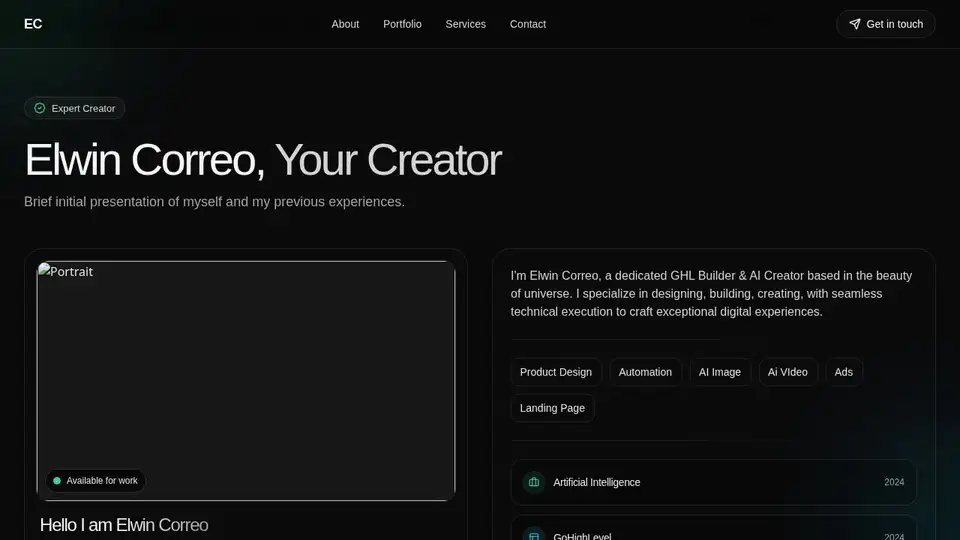 EC
About
Portfolio
Services
Contact
Get in touch
Expert Creator
Elwin Correo, Your Creator
Brief initial presentation of myself and my previous experiences.
Portrait
Available for work
Hello I am Elwin Correo
I'm Elwin Correo, a dedicated GHL Builder & AI Creator based in the beauty
of universe. I specialize in designing, building, creating, with seamless
technical execution to craft exceptional digital experiences.
Product Design
Automation
AI Image
Ai VIdeo
Ads
Landing Page
Artificial Intelligence
2024
GoHighLevel
2024